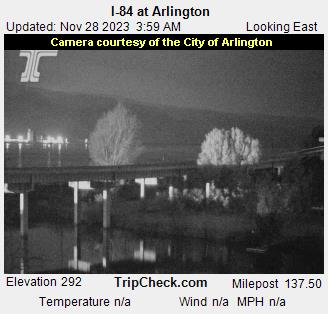 I-84 at Arlington
Updated: Nov 28 2023 3:59 AM Looking East
Camera courtesy of the City of Arlington
Elevation 292 TripCheck.com Milepost 137.50
Temperature n/a Wind n/a MPH n/a